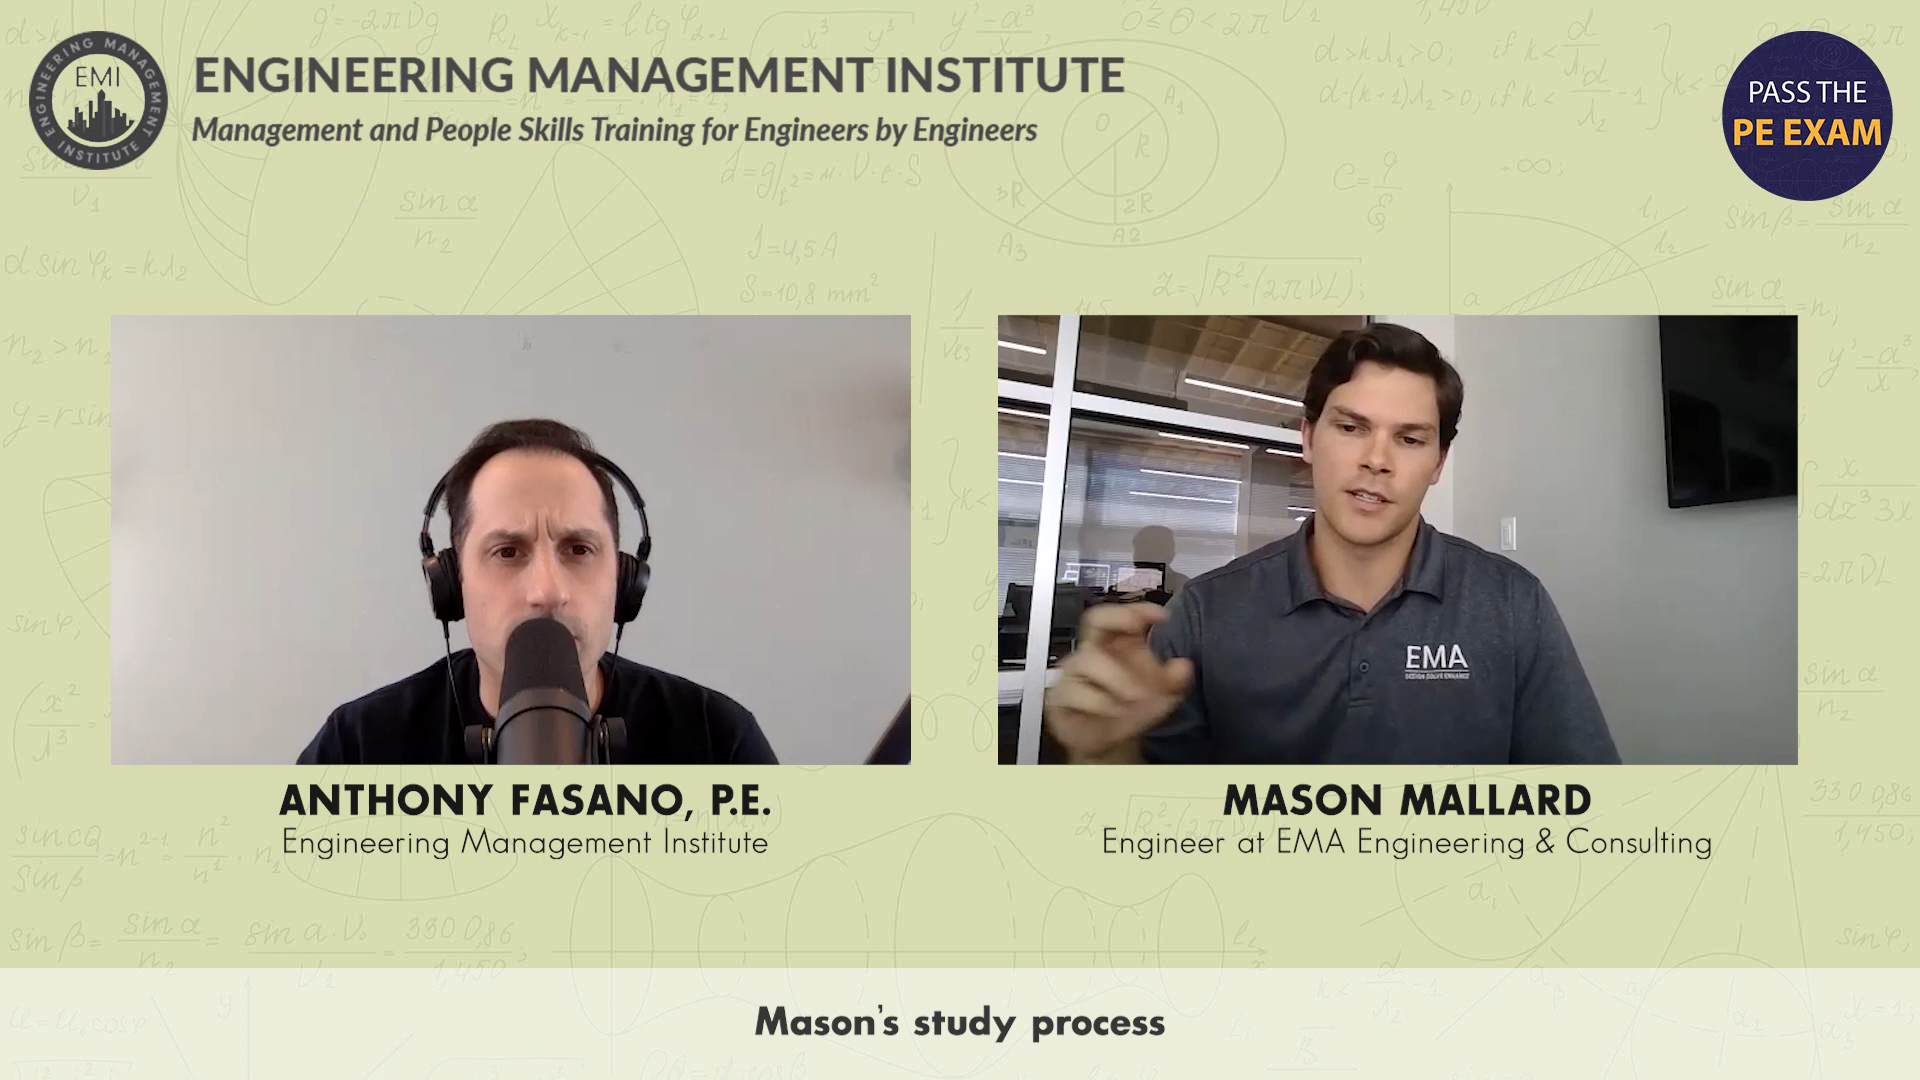 ENGINEERING MANAGEMENT
EMI
INSTITUTE
ENGINEERING MANAGEMENT INSTITUTE
Management and People Skills Training for Engineers by Engineers
PASS THE
PE EXAM
EMA
ANTHONY FASANO, P.E.
Engineering Management Institute
MASON MALLARD
Engineer at EMA Engineering & Consulting
Mason's study process